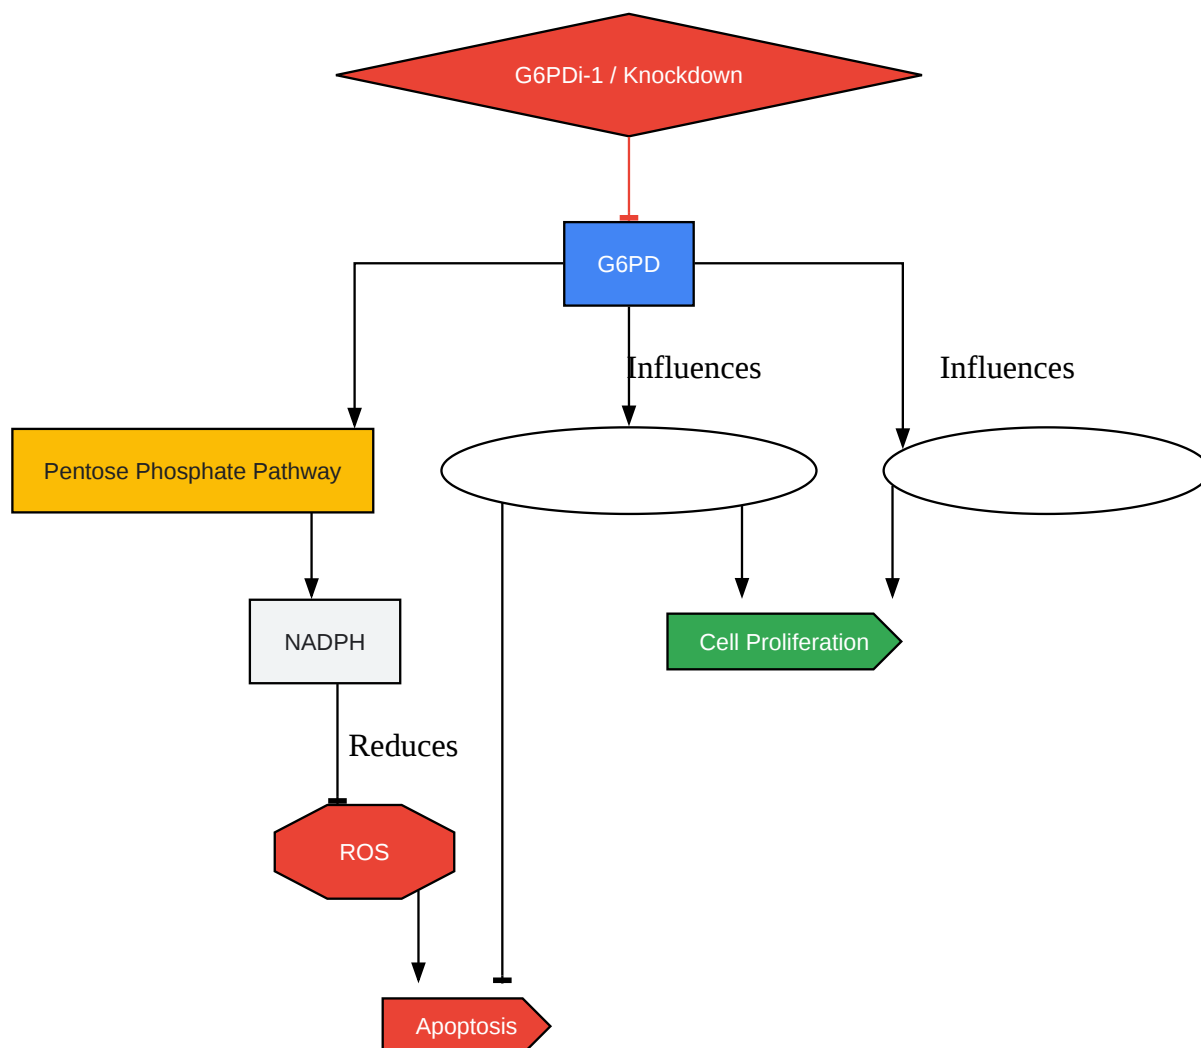 G6PDi-1 / Knockdown
G6PD
Influences
Influences
Pentose Phosphate Pathway
NADPH
Cell Proliferation
Reduces
ROS
Apoptosis